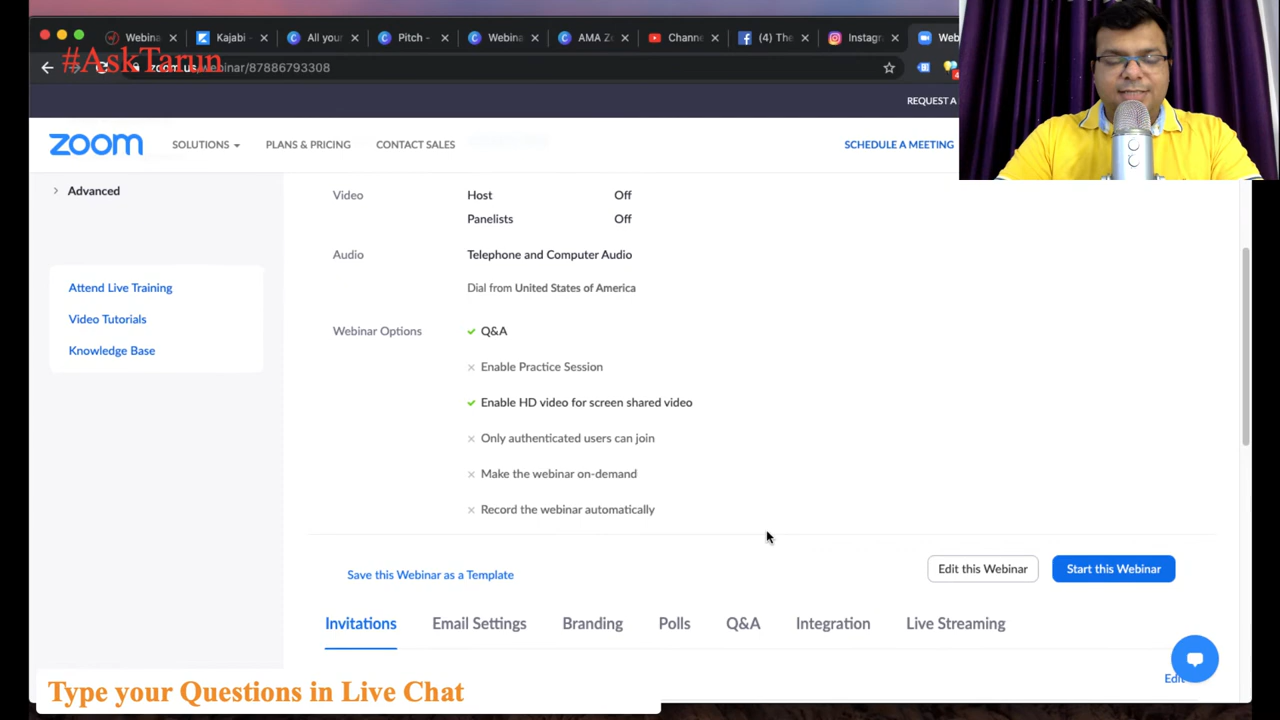 Webina
Kajabi -
All your
Pitch -
Webina
AMA Z
Channe
(4) The
Instagr
Web
#AskTarun
zoom.us/webinar/87886793308
REQUEST A
zoom
SOLUTIONS
PLANS & PRICING
CONTACT SALES
SCHEDULE A MEETING
Advanced
Video
Host
Off
Panelists
Off
Audio
Telephone and Computer Audio
Dial from United States of America
Attend Live Training
Video Tutorials
Knowledge Base
Webinar Options
Q&A
Enable Practice Session
Enable HD video for screen shared video
Only authenticated users can join
Make the webinar on-demand
Record the webinar automatically
Save this Webinar as a Template
Edit this Webinar
Start this Webinar
Invitations
Email Settings
Branding
Polls
Q&A
Integration
Live Streaming
Edit
Type your Questions in Live Chat